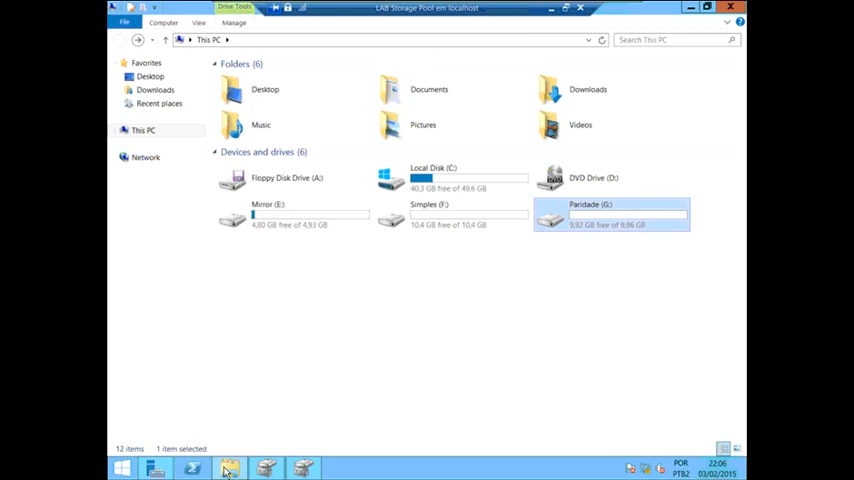 Drive Tools
LAB Storage Pool em localhost
File Computer View Manage
This PC
Search This PC
Favorites
Desktop
Downloads
Recent places
This PC
Network
Folders (6)
Desktop
Documents
Downloads
Music
Pictures
Videos
Devices and drives (6)
Floppy Disk Drive (A:)
Local Disk (C:)
40,3 GB free of 49,6 GB
DVD Drive (D:)
Mirror (E:)
4,80 GB free of 4,93 GB
Simples (F:)
10,4 GB free of 10,4 GB
Paridade (G:)
9,92 GB free of 9,96 GB
12 items 1 item selected
POR
PTB2
22:06
03/02/2015